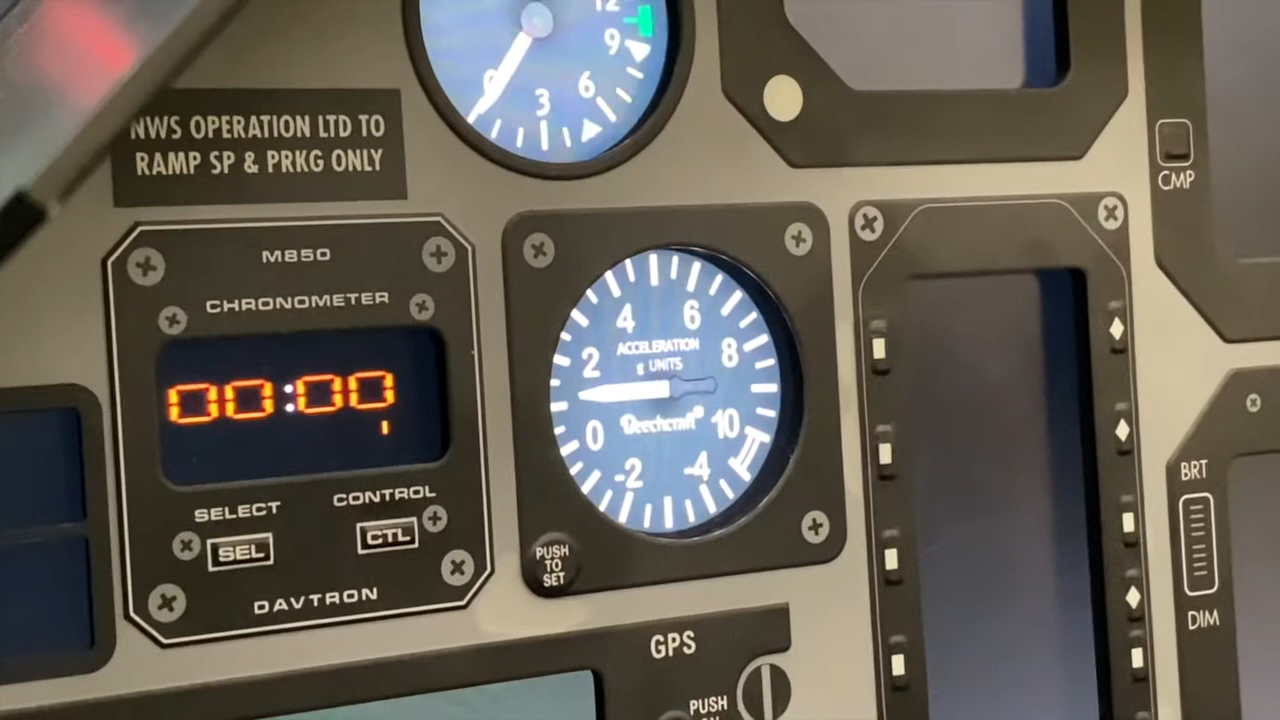 12
9
6
3
0
NWS OPERATION LTD TO
RAMP SP & PRKG ONLY
CMP
M850
CHRONOMETER
00:00
SELECT
CONTROL
SEL
CTL
DAVTRON
4
6
2
8
ACCELERATION
g UNITS
Beechcraft
0
10
-2
-4
PUSH
TO
SET
BRT
DIM
GPS
PUSH